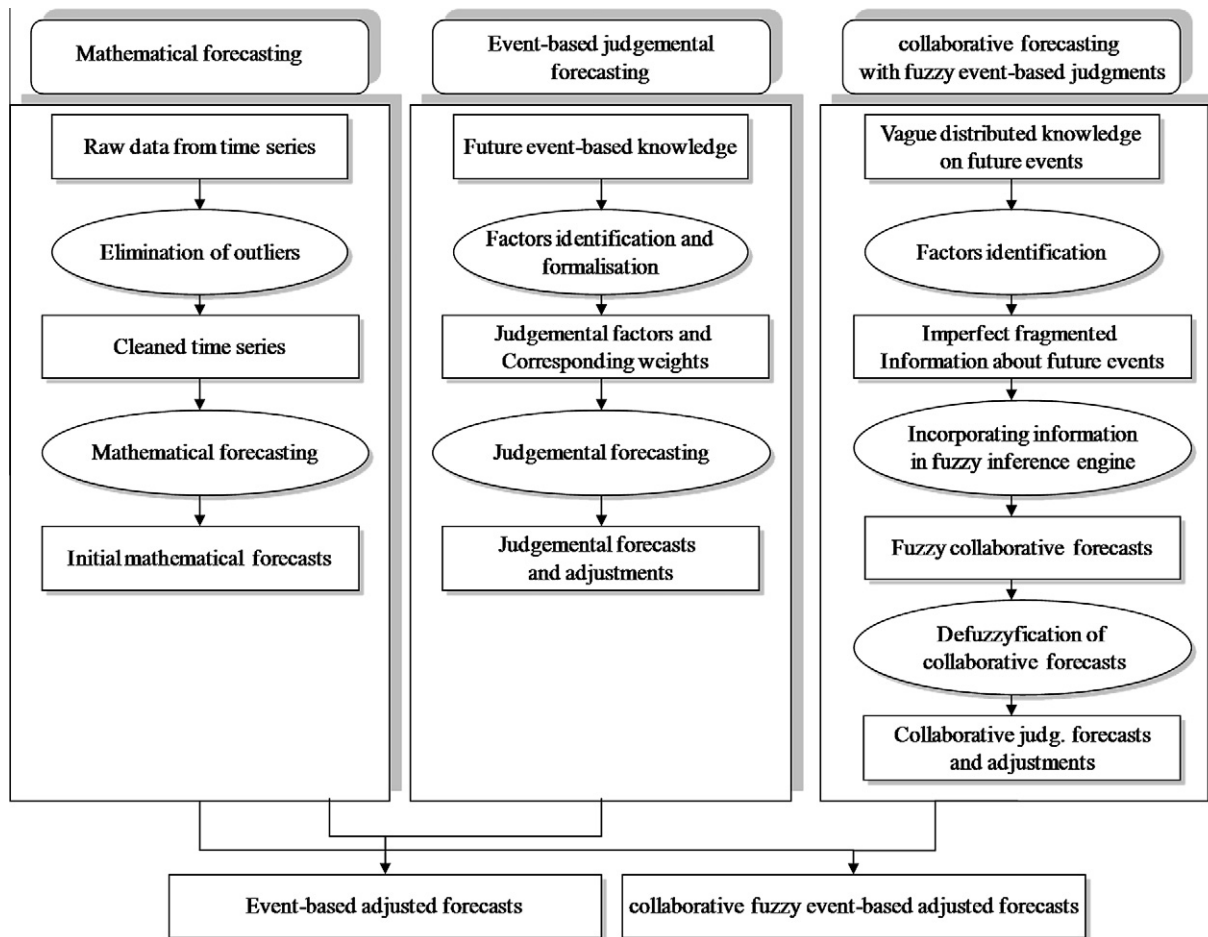 Mathematical forecasting
Raw data from time series
Elimination of outliers
Cleaned time series
Mathematical forecasting
Initial mathematical forecasts
Event-based judgemental
forecasting
Future event-based knowledge
Factors identification and
formalisation
Judgemental factors and
Corresponding weights
Judgemental forecasting
Judgemental forecasts
and adjustments
collaborative forecasting
with fuzzy event-based judgments
Vague distributed knowledge
on future events
Factors identification
Imperfect fragmented
Information about future events
Incorporating information
in fuzzy inference engine
Fuzzy collaborative forecasts
Defuzzyfication of
collaborative forecasts
Collaborative judg. forecasts
and adjustments
Event-based adjusted forecasts
collaborative fuzzy event-based adjusted forecasts